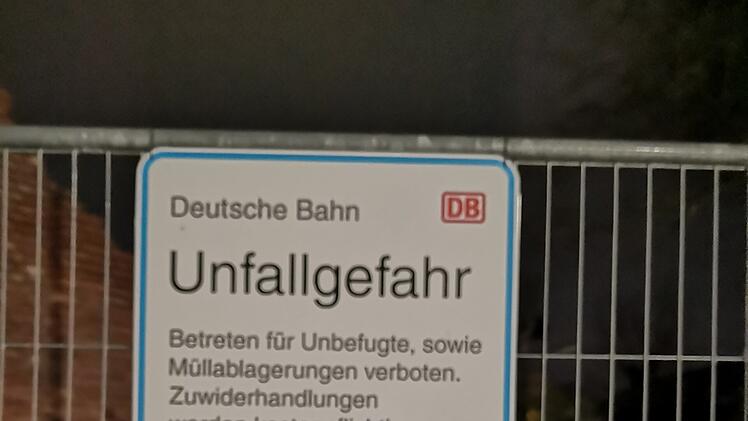 Deutsche Bahn DB
Unfallgefahr
Betreten für Unbefugte, sowie
Müllablagerungen verboten.
Zuwiderhandlungen